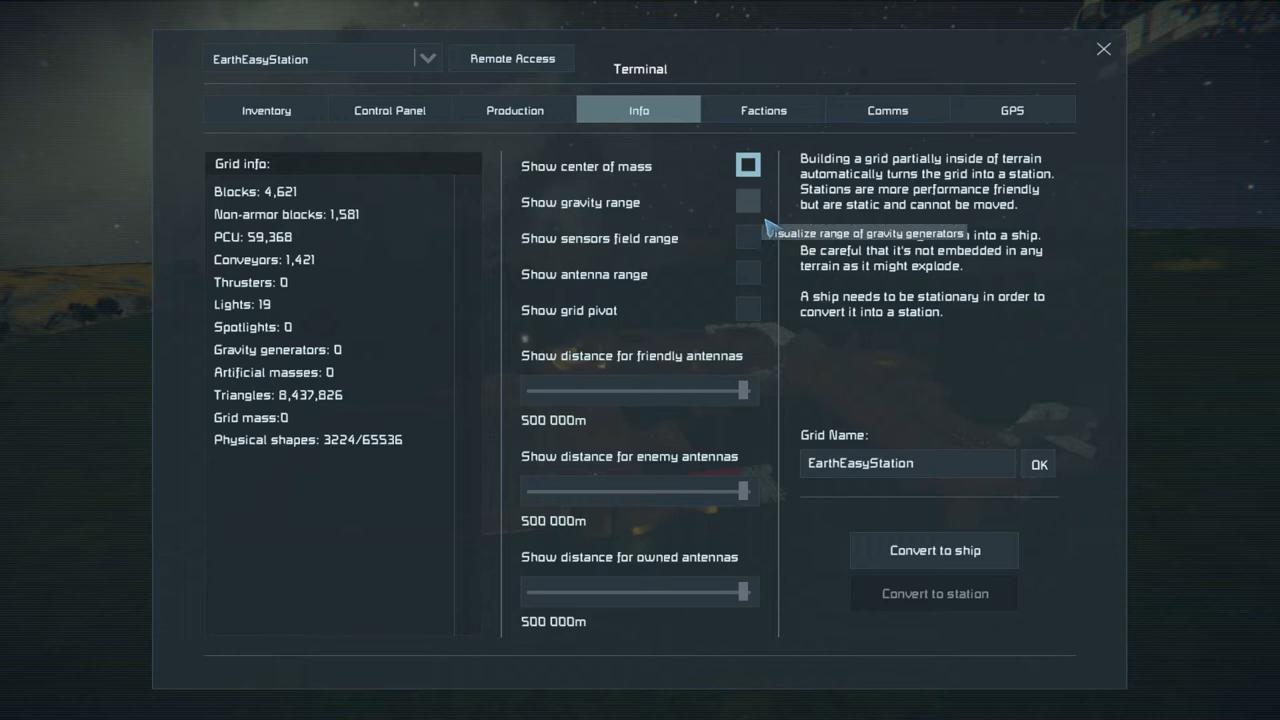 EarthEasyStation
Remote Access
Terminal
Inventory
Control Panel
Production
Info
Factions
Comms
GPS
Grid info:
Blocks: 4,621
Non-armor blocks: 1,581
PCU: 59,368
Conveyors: 1,421
Thrusters: 0
Lights: 19
Spotlights: 0
Gravity generators: 0
Artificial masses: 0
Triangles: 8,437,826
Grid mass:0
Physical shapes: 3224/65536
Show center of mass
Show gravity range
Show sensors field range
Show antenna range
Show grid pivot
Show distance for friendly antennas
500 000m
Show distance for enemy antennas
500 000m
Show distance for owned antennas
500 000m
Visualize range of gravity generators
Building a grid partially inside of terrain
automatically turns the grid into a station.
Stations are more performance friendly
but are static and cannot be moved.
into a ship.
Be careful that it's not embedded in any
terrain as it might explode.
A ship needs to be stationary in order to
convert it into a station.
Grid Name:
EarthEasyStation
OK
Convert to ship
Convert to station